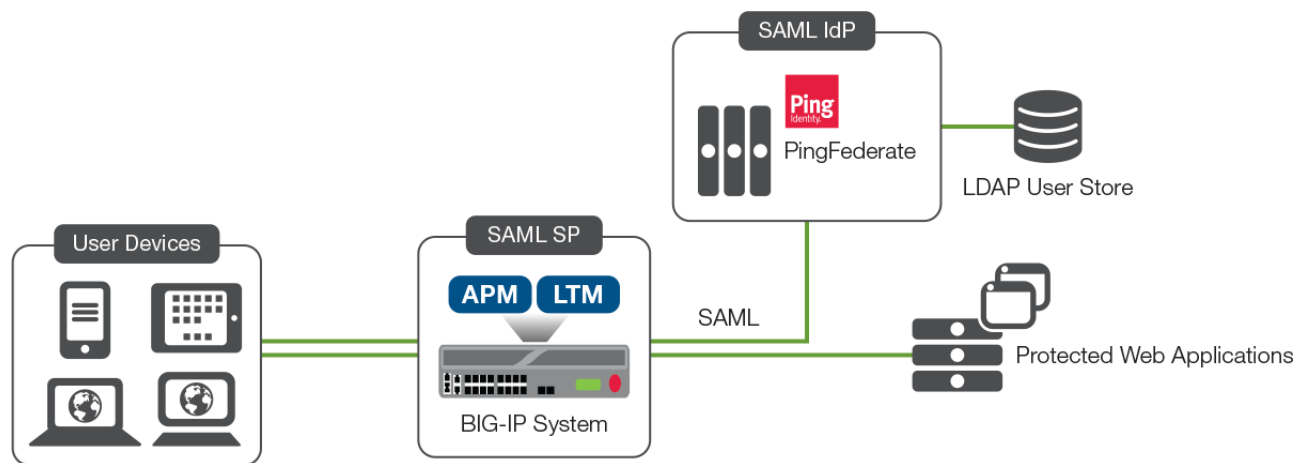 SAML IdP
Ping
Identity.
PingFederate
LDAP User Store
User Devices
SAML SP
APM LTM
BIG-IP System
SAML
Protected Web Applications